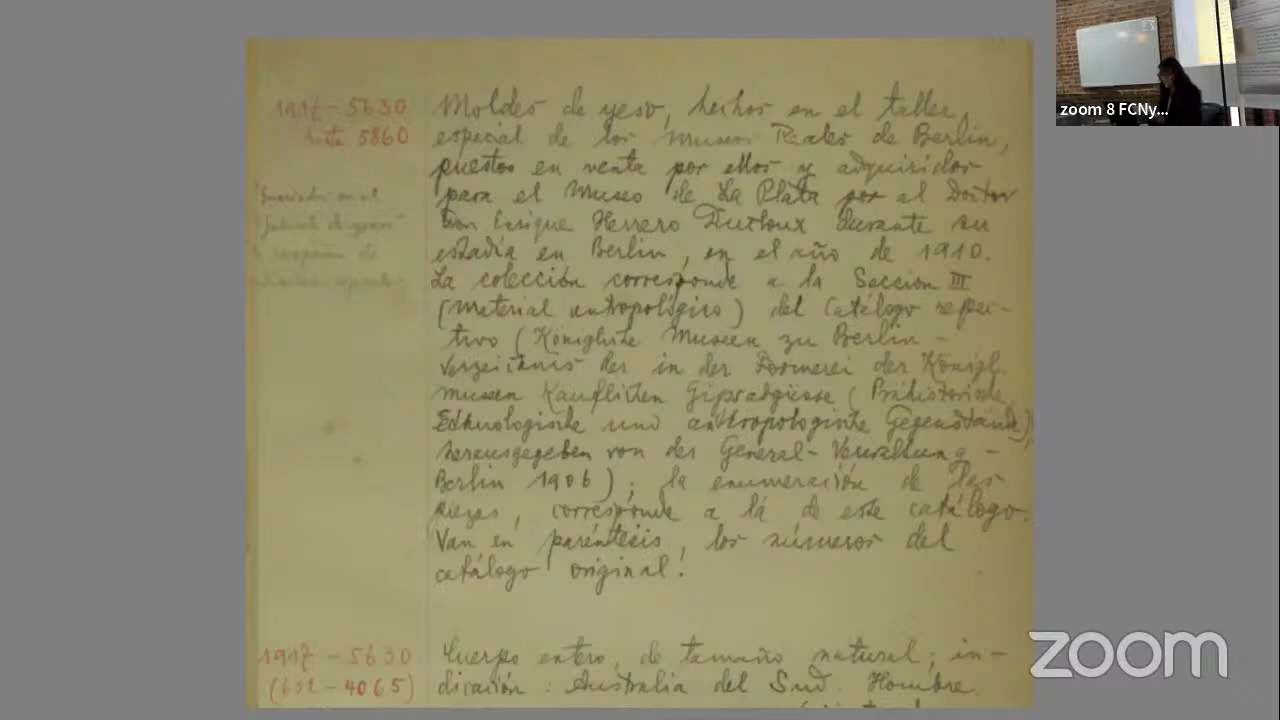 zoom 8 FCNy...
1917 - 5630
hasta 5860
Moldes de yeso, hechos en el taller
especial de los Museos Reales de Berlin,
puestos en venta por ellos y adquiridos
para el Museo de La Plata por el Doctor
Don Enrique Herrero Ducloux durante su
estadía en Berlin, en el año de 1910.
La colección corresponde a la Seccion III
(Material antropológico) del Catálogo respec-
tivo (Königliche Museen zu Berlin -
Verzeichnis der in der Formerei der Königl.
Museen Käuflichen Gipsabgüsse (Prähistorische
Ethnologische und anthropologische Gegenstände)
herausgegeben von der General-Verwaltung -
Berlin 1906); la enumeración de las
piezas, corresponde a la de este catálogo.
Van en paréntesis, los números del
catálogo original.
1917 - 5630
(632 - 4065)
Cuerpo entero, de tamaño natural; in-
dicación: Australia del Sud. Hombre.
zoom